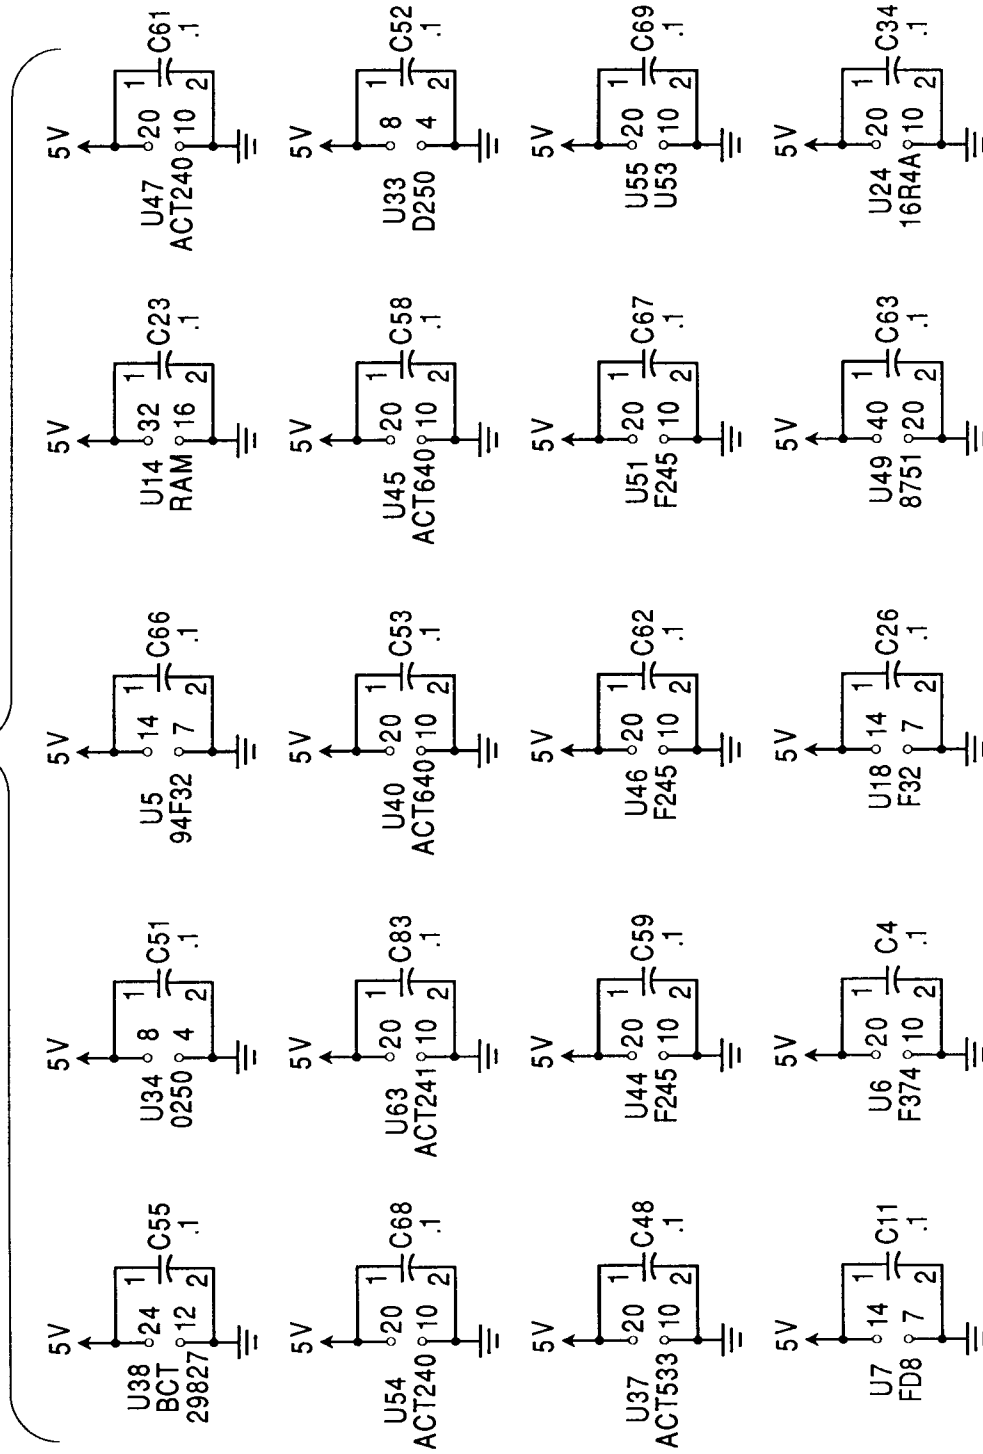 5V
U38
BCT
29827
24
12
1
2
C55
.1
5V
U34
0250
8
4
1
2
C51
.1
5V
U5
94F32
14
7
1
2
C66
.1
5V
U14
RAM
32
16
1
2
C23
.1
5V
U47
ACT240
20
10
1
2
C61
.1
5V
U54
ACT240
20
10
1
2
C68
.1
5V
U63
ACT241
20
10
1
2
C83
.1
5V
U40
ACT640
20
10
1
2
C53
.1
5V
U45
ACT640
20
10
1
2
C58
.1
5V
U33
D250
8
4
1
2
C52
.1
5V
U37
ACT533
20
10
1
2
C48
.1
5V
U44
F245
20
10
1
2
C59
.1
5V
U46
F245
20
10
1
2
C62
.1
5V
U51
F245
20
10
1
2
C67
.1
5V
U55
U53
20
10
1
2
C69
.1
5V
U7
FD8
14
7
1
2
C11
.1
5V
U6
F374
20
10
1
2
C4
.1
5V
U18
F32
14
7
1
2
C26
.1
5V
U49
8751
40
20
1
2
C63
.1
5V
U24
16R4A
20
10
1
2
C34
.1